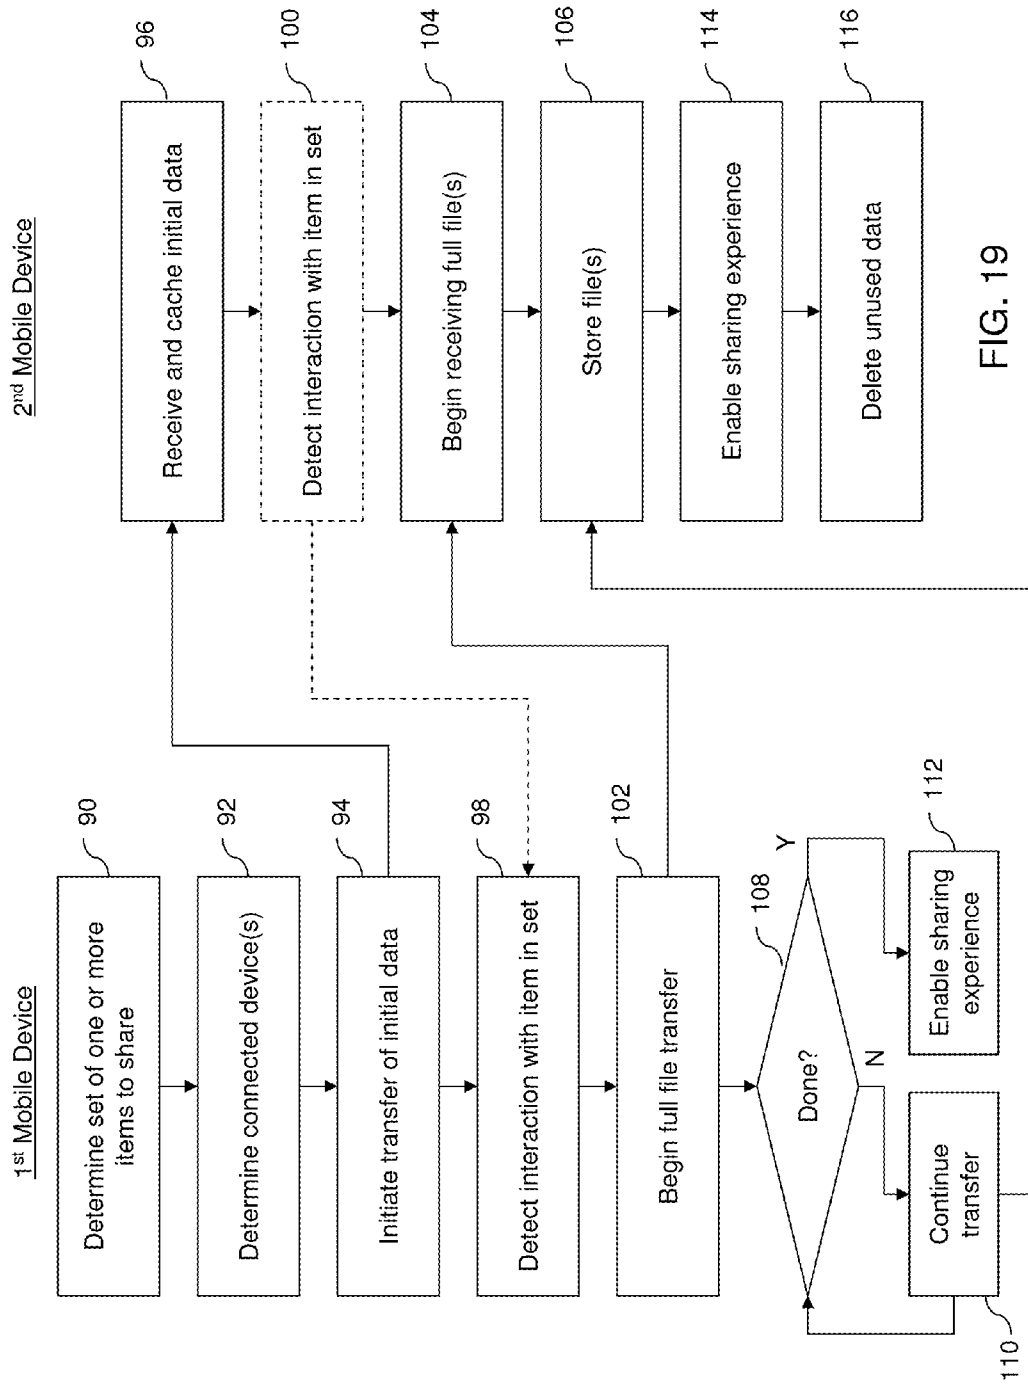 1st Mobile Device
90
Determine set of one or more
items to share
92
Determine connected device(s)
94
Initiate transfer of initial data
98
Detect interaction with item in set
102
Begin full file transfer
108
Done?
Y
N
110
Continue
transfer
112
Enable sharing
experience
2nd Mobile Device
96
Receive and cache initial data
100
Detect interaction with item in set
104
Begin receiving full file(s)
106
Store file(s)
114
Enable sharing experience
116
Delete unused data
FIG. 19